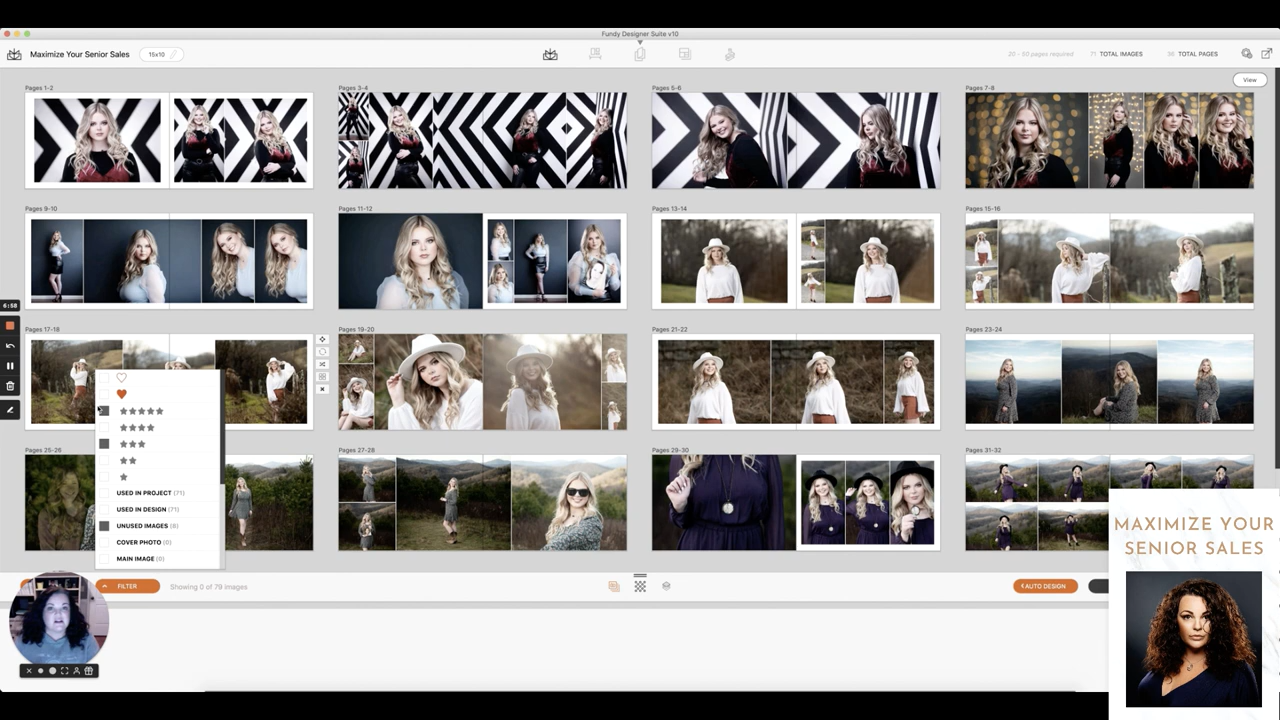 Fundy Designer Suite v10
Maximize Your Senior Sales
15x10
20 - 50 pages required
71 TOTAL IMAGES
36 TOTAL PAGES
View
Pages 1-2
Pages 3-4
Pages 5-6
Pages 7-8
Pages 9-10
Pages 11-12
Pages 13-14
Pages 15-16
6:58
Pages 17-18
Pages 19-20
Pages 21-22
Pages 23-24
Pages 25-26
Pages 27-28
Pages 29-30
Pages 31-32
USED IN PROJECT (71)
USED IN DESIGN (71)
UNUSED IMAGES (8)
COVER PHOTO (0)
MAIN IMAGE (0)
FILTER
Showing 0 of 79 images
AUTO DESIGN
MAXIMIZE YOUR
SENIOR SALES